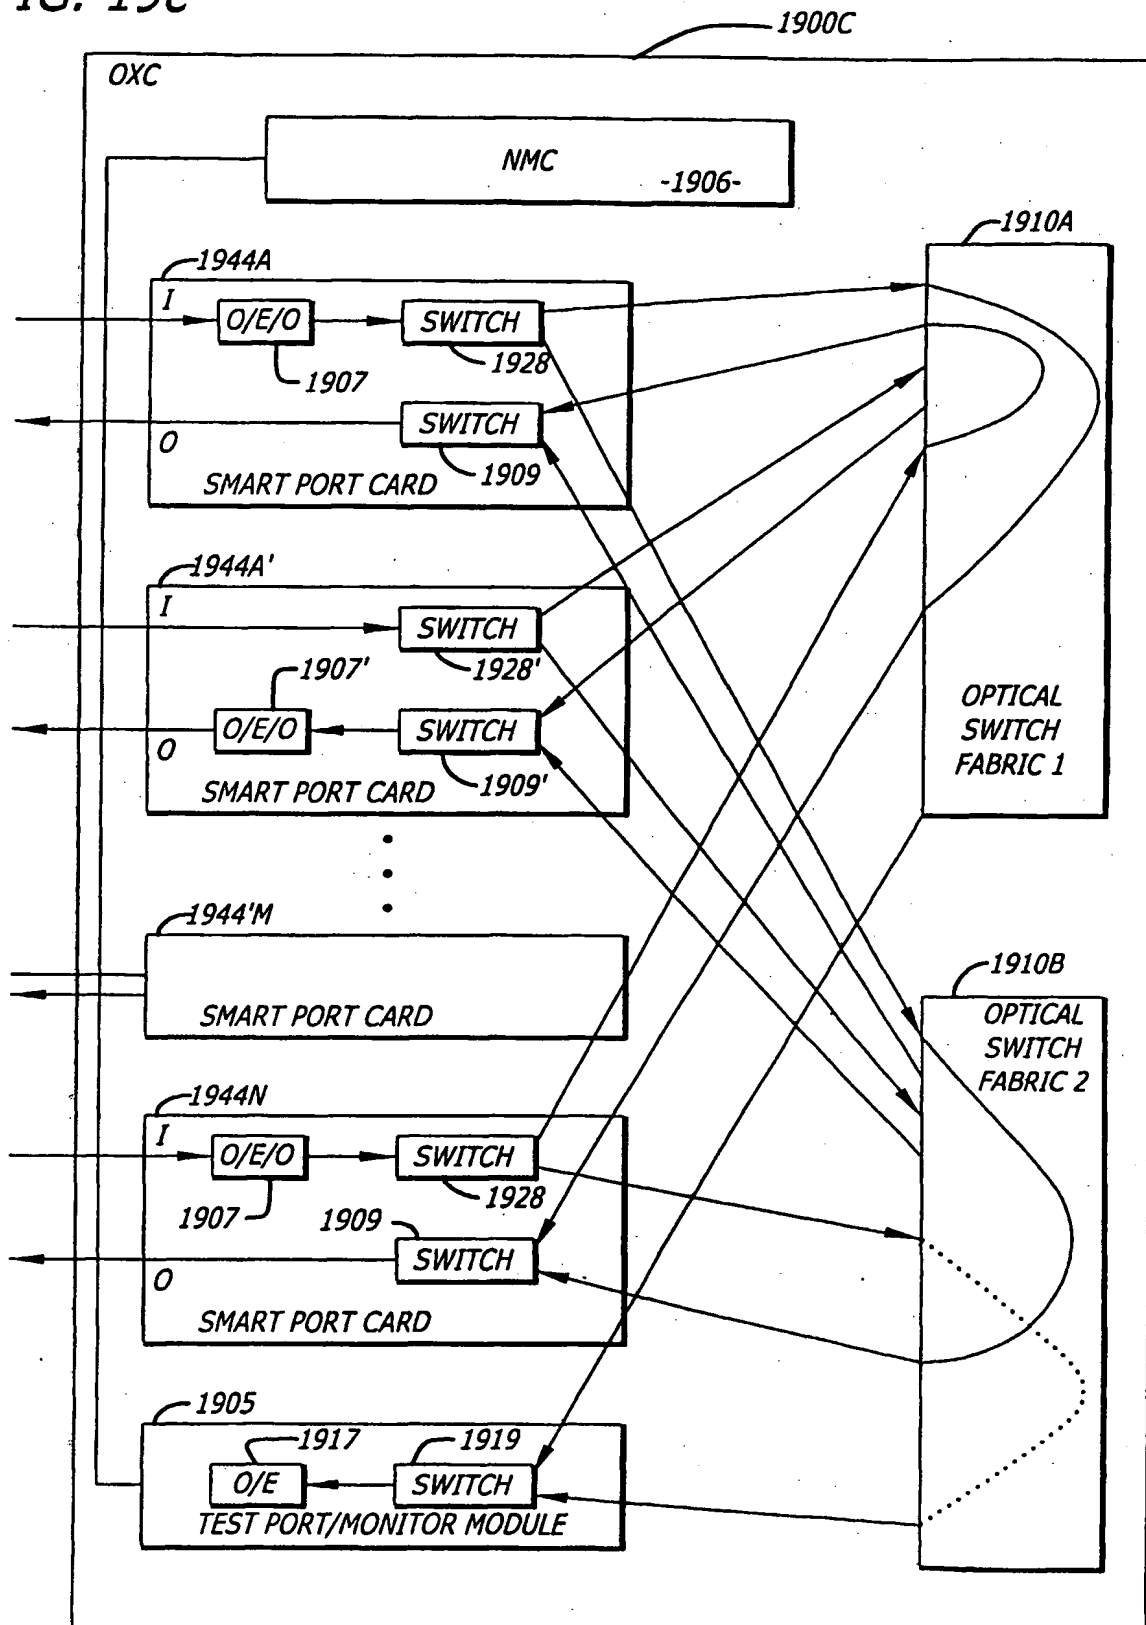 IG. 19c
1900C
OXC
NMC
-1906-
1910A
1944A
I
O/E/O
SWITCH
1907
1928
SWITCH
O
1909
SMART PORT CARD
1944A'
I
SWITCH
1928'
1907'
O/E/O
SWITCH
O
1909'
SMART PORT CARD
OPTICAL
SWITCH
FABRIC 1
1944'M
SMART PORT CARD
1910B
OPTICAL
SWITCH
FABRIC 2
1944N
I
O/E/O
SWITCH
1907
1928
1909
SWITCH
O
SMART PORT CARD
1905
1917
1919
O/E
SWITCH
TEST PORT/MONITOR MODULE